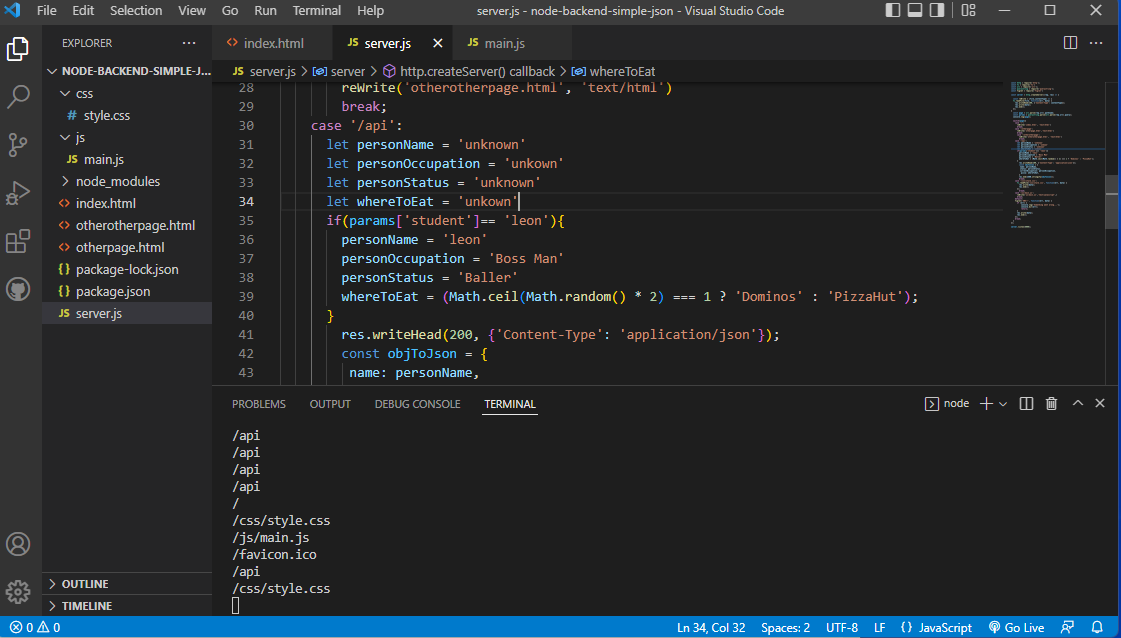 File Edit Selection View Go Run Terminal Help
server.js - node-backend-simple-json - Visual Studio Code
EXPLORER
NODE-BACKEND-SIMPLE-J...
css
# style.css
js
JS main.js
node_modules
<> index.html
<> otherotherpage.html
<> otherpage.html
{} package-lock.json
{} package.json
JS server.js
OUTLINE
TIMELINE
<> index.html JS server.js JS main.js
JS server.js > server > http.createServer() callback > whereToEat
28 reWrite('otherotherpage.html', 'text/html')
29 break;
30 case '/api':
31 let personName = 'unknown'
32 let personOccupation = 'unkown'
33 let personStatus = 'unknown'
34 let whereToEat = 'unkown'
35 if(params['student']== 'leon'){
36 personName = 'leon'
37 personOccupation = 'Boss Man'
38 personStatus = 'Baller'
39 whereToEat = (Math.ceil(Math.random() * 2) === 1 ? 'Dominos' : 'PizzaHut');
40 }
41 res.writeHead(200, {'Content-Type': 'application/json'});
42 const objToJson = {
43 name: personName,
PROBLEMS OUTPUT DEBUG CONSOLE TERMINAL
node
/api
/api
/api
/api
/
/css/style.css
/js/main.js
/favicon.ico
/api
/css/style.css
0 0 Ln 34, Col 32 Spaces: 2 UTF-8 LF {} JavaScript Go Live